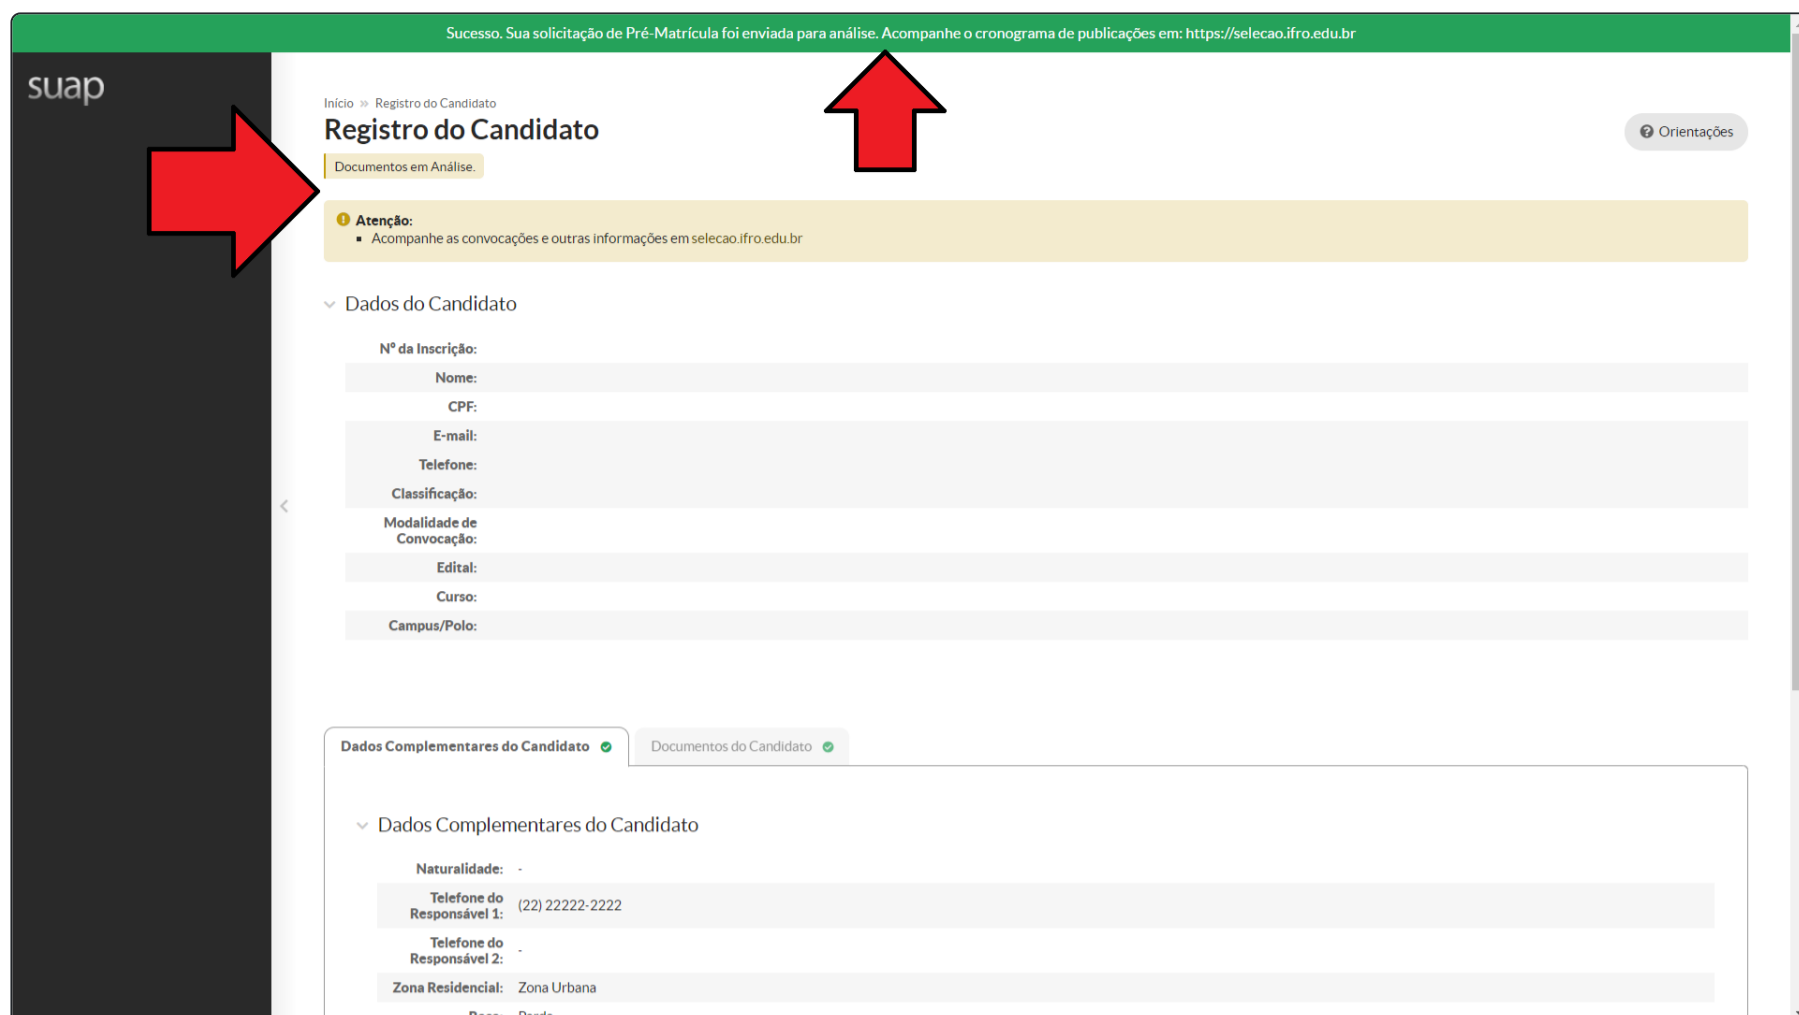 Sucesso. Sua solicitação de Pré-Matrícula foi enviada para análise. Acompanhe o cronograma de publicações em: https://selecao.ifro.edu.br
suap
Início » Registro do Candidato
Registro do Candidato
Orientações
Documentos em Análise.
Atenção:
Acompanhe as convocações e outras informações em selecao.ifro.edu.br
Dados do Candidato
Nº da Inscrição:
Nome:
CPF:
E-mail:
Telefone:
Classificação:
Modalidade de
Convocação:
Edital:
Curso:
Campus/Polo:
Dados Complementares do Candidato
Documentos do Candidato
Dados Complementares do Candidato
Naturalidade: -
Telefone do
Responsável 1: (22) 22222-2222
Telefone do
Responsável 2: -
Zona Residencial: Zona Urbana